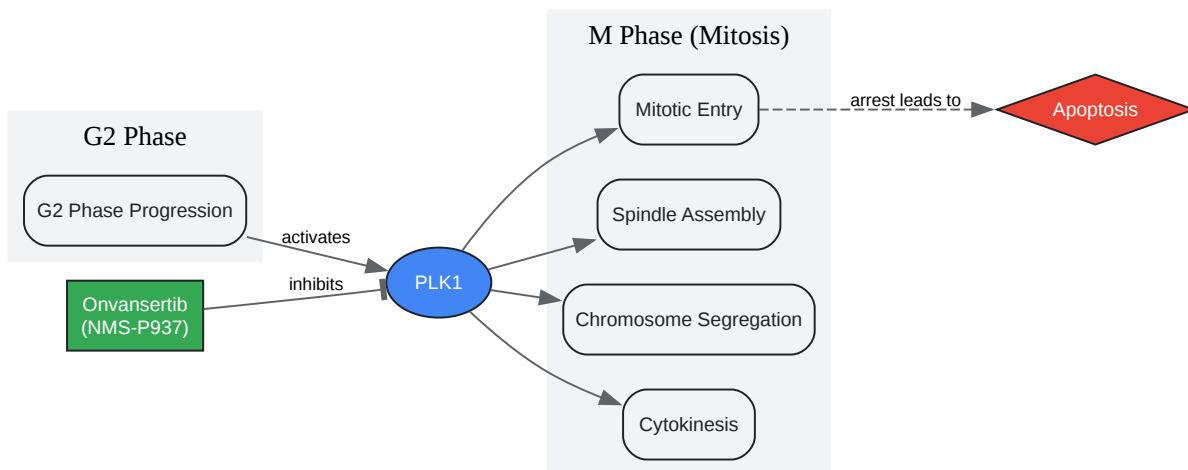 M Phase (Mitosis)
Mitotic Entry
arrest leads to
Apoptosis
G2 Phase
G2 Phase Progression
activates
Spindle Assembly
inhibits
PLK1
Onvansertib
(NMS-P937)
Chromosome Segregation
Cytokinesis